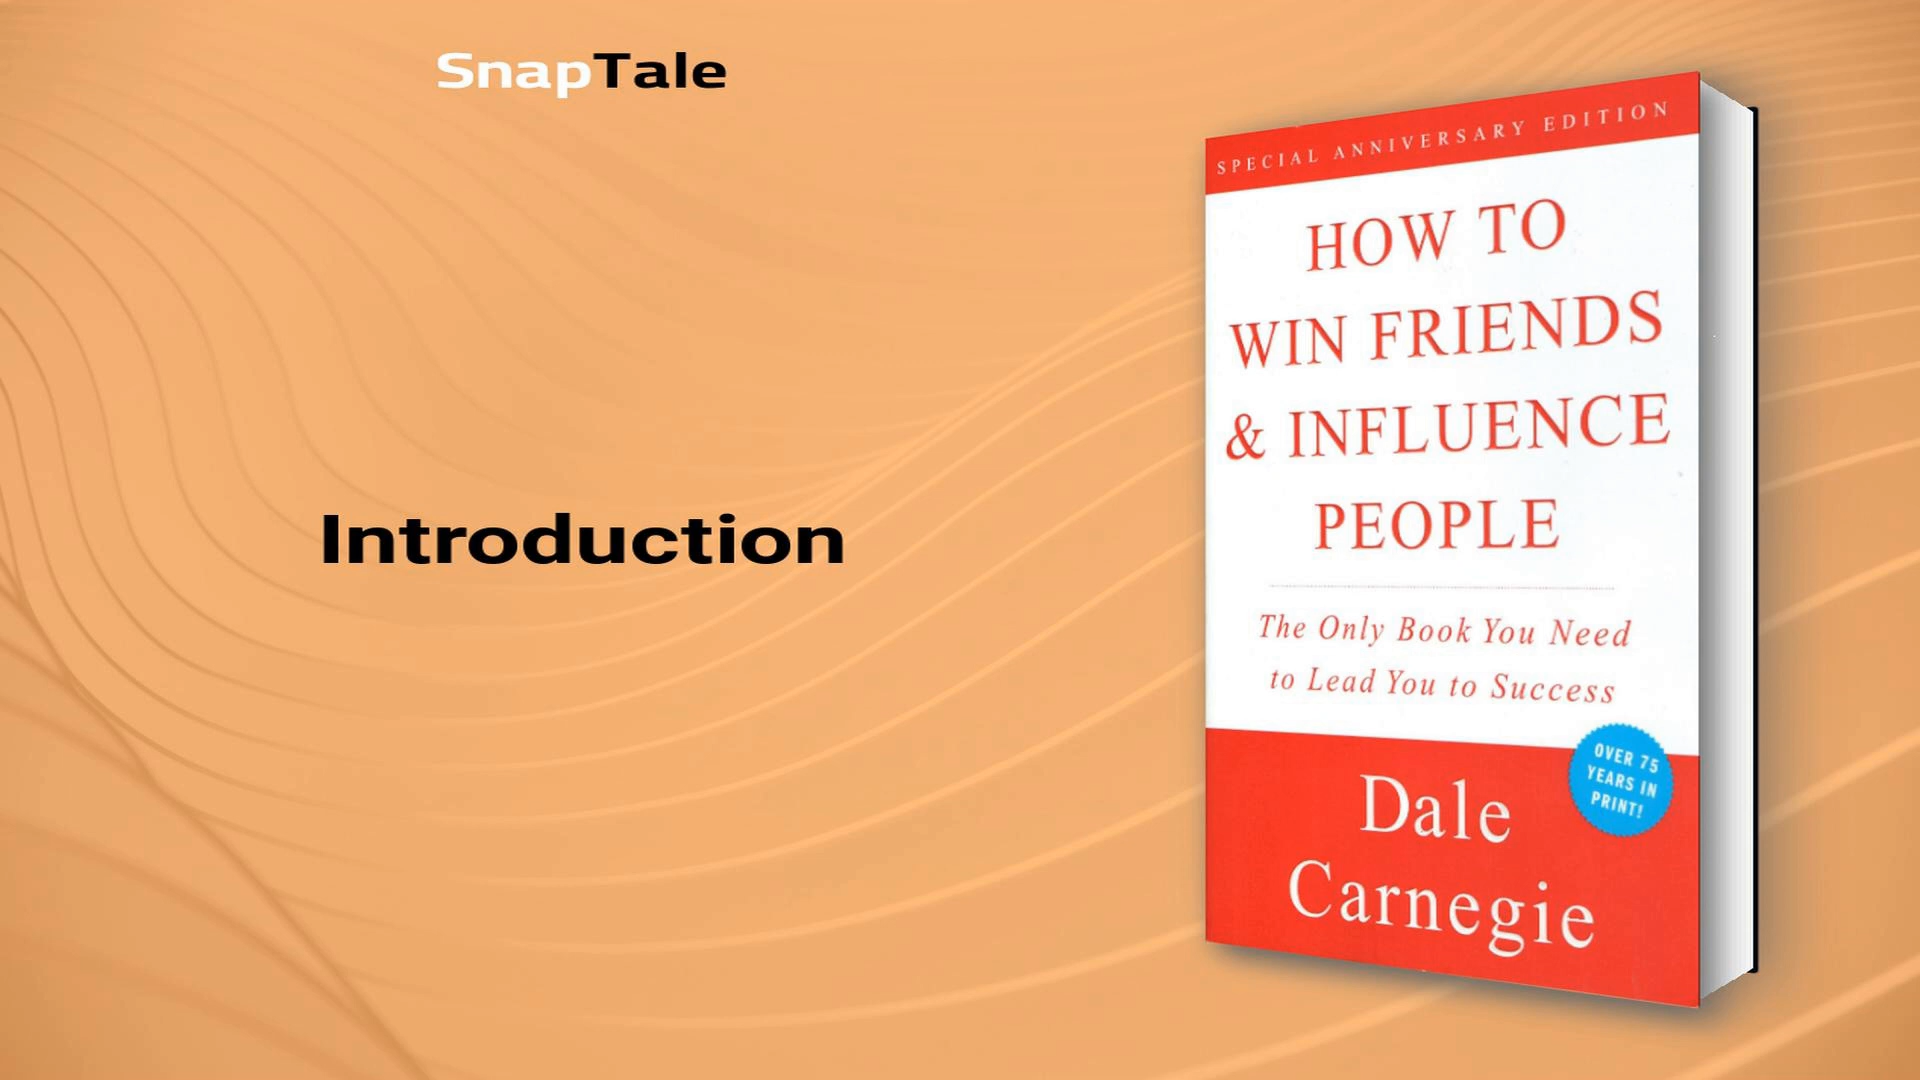 SnapTale
Introduction
SPECIAL ANNIVERSARY EDITION
HOW TO
WIN FRIENDS
& INFLUENCE
PEOPLE
The Only Book You Need
to Lead You to Success
OVER 75
YEARS IN
PRINT!
Dale
Carnegie